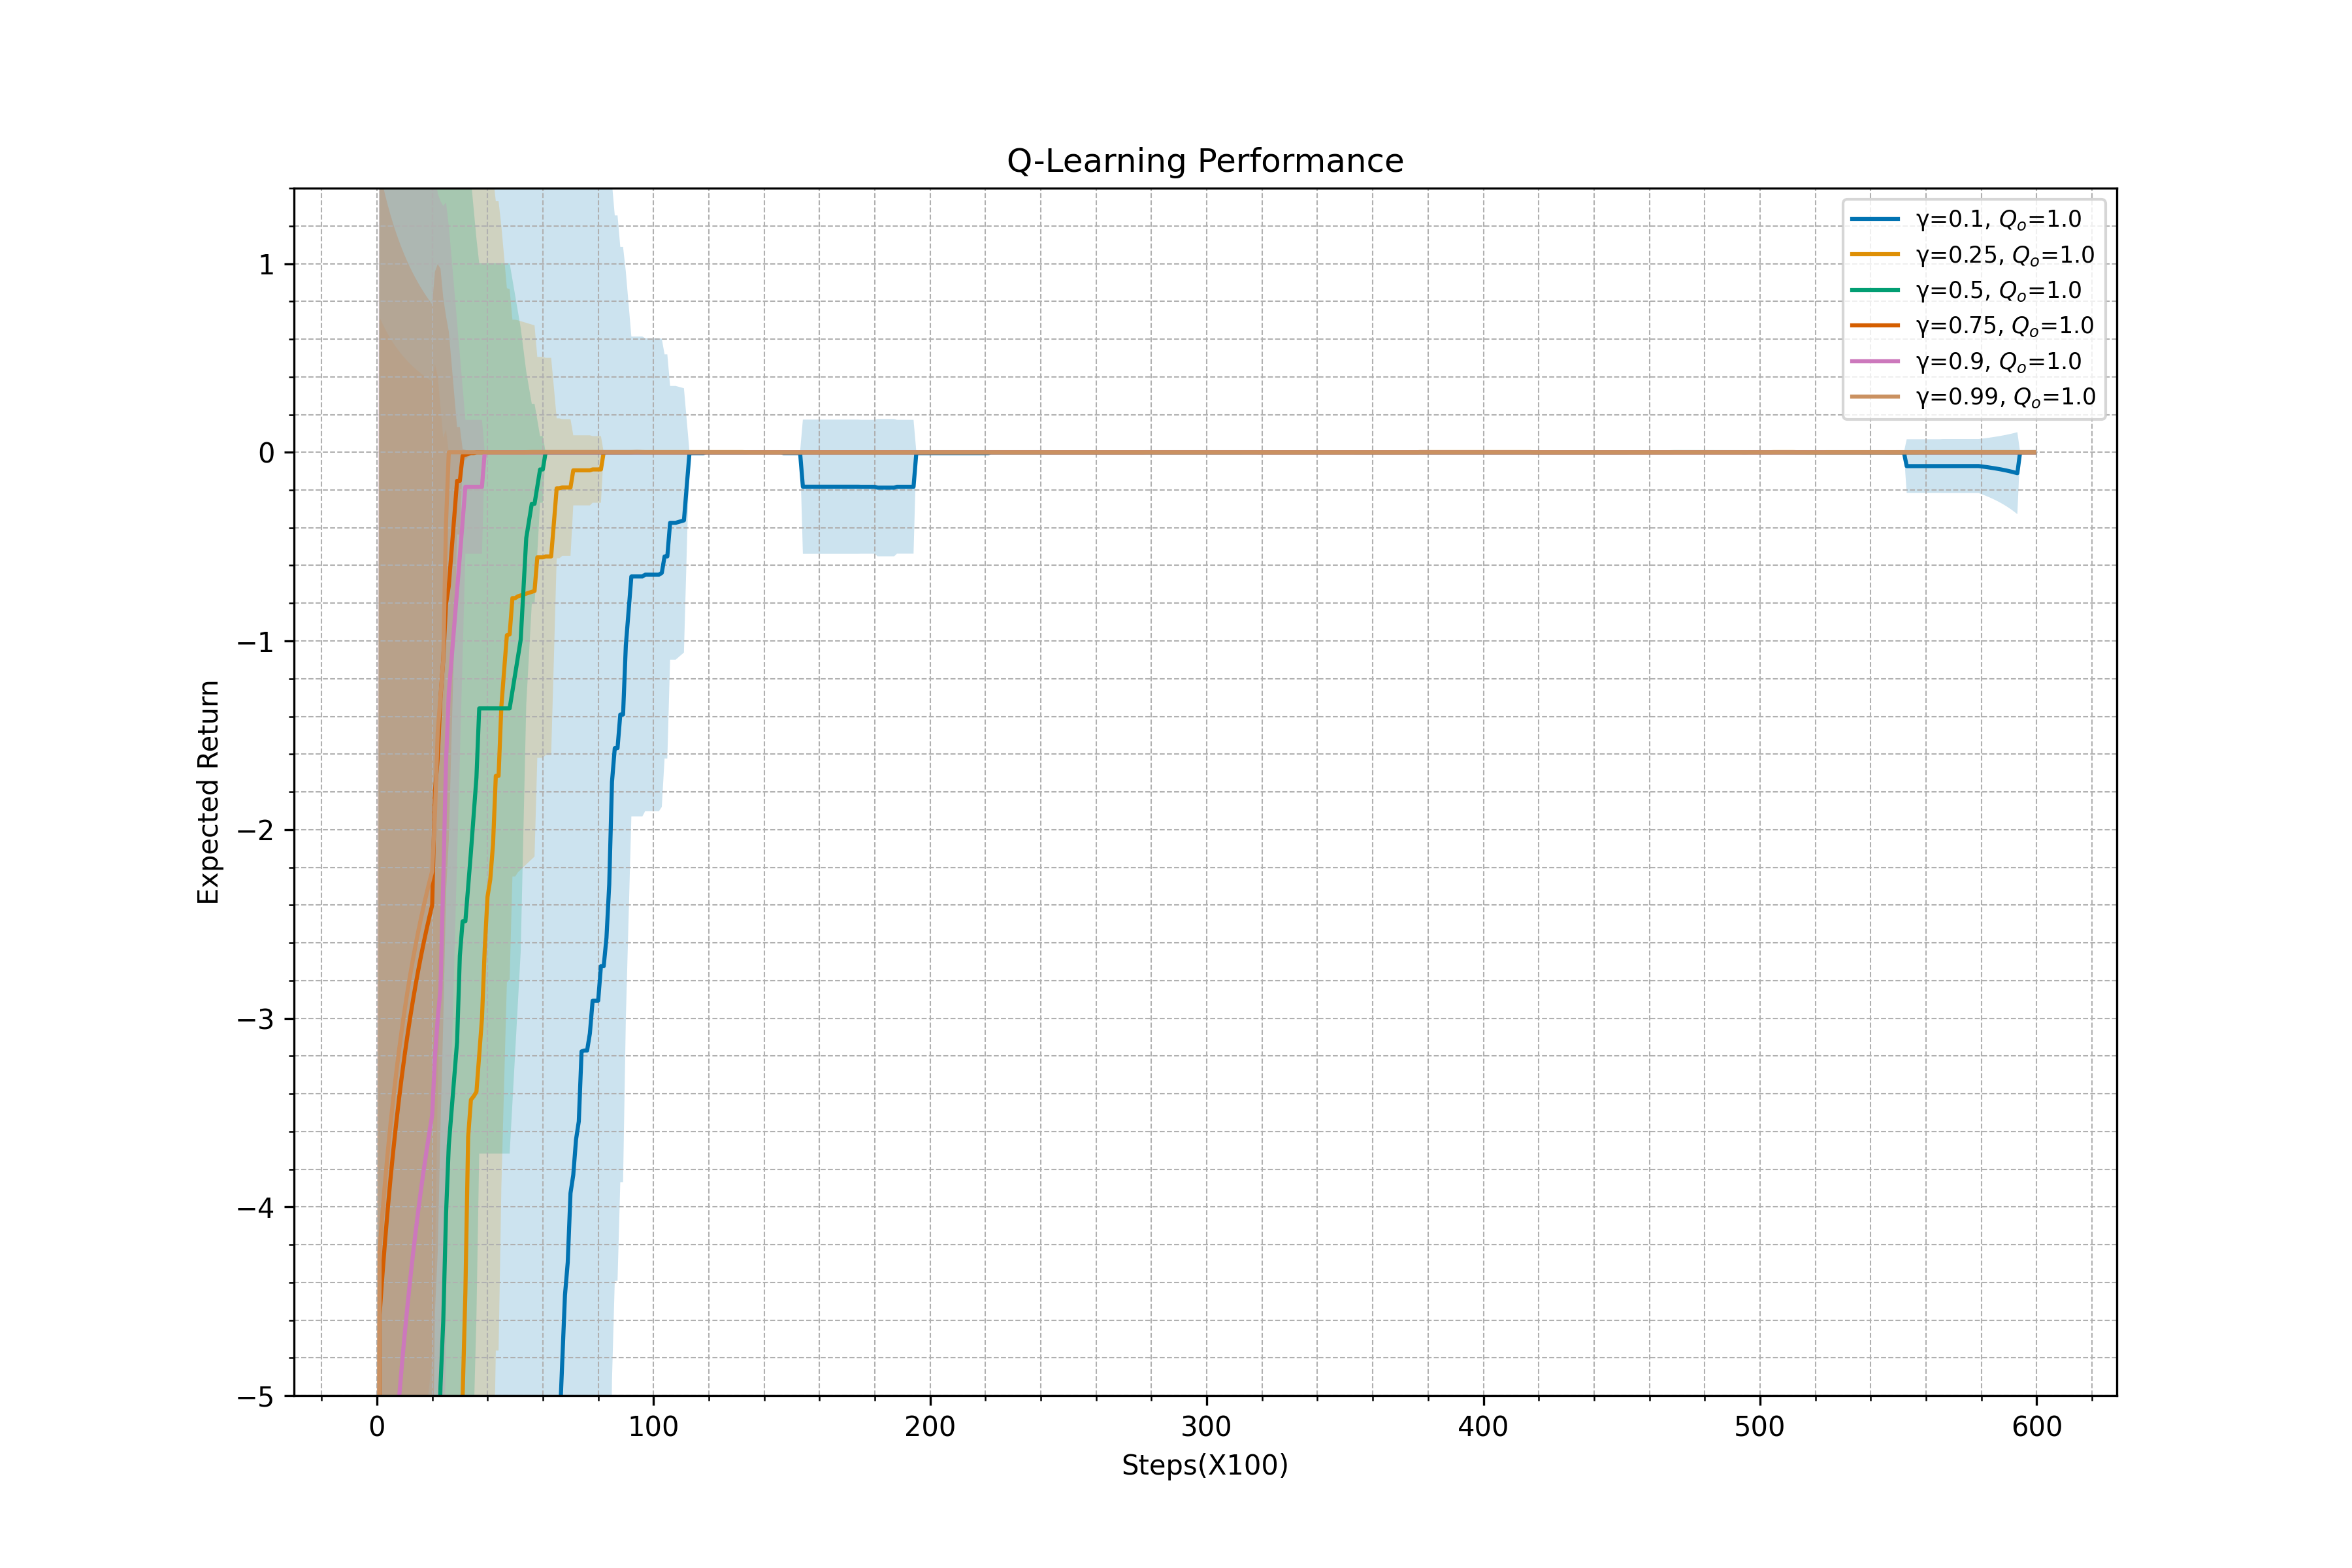 Q-Learning Performance
γ=0.1, Qₒ=1.0
γ=0.25, Qₒ=1.0
γ=0.5, Qₒ=1.0
γ=0.75, Qₒ=1.0
γ=0.9, Qₒ=1.0
γ=0.99, Qₒ=1.0
1
0
−1
−2
−3
−4
−5
Expected Return
0 100 200 300 400 500 600
Steps(X100)